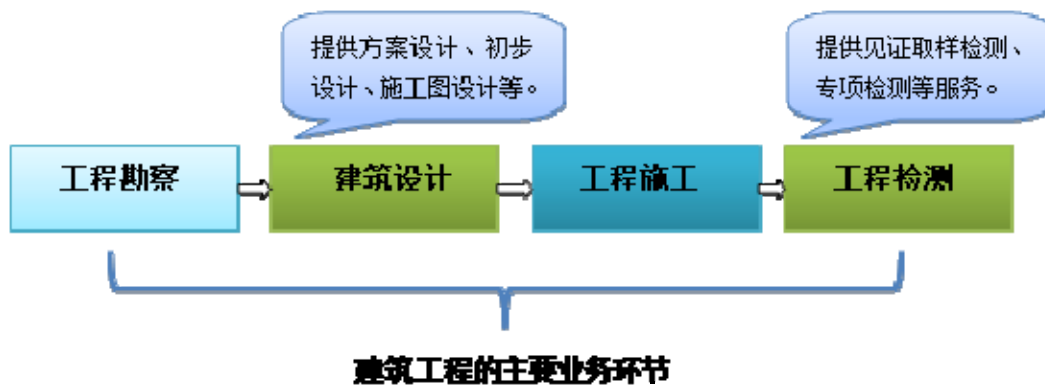 提供方案设计、初步
设计、施工图设计等。
提供见证取样检测、
专项检测等服务。
工程勘察
建筑设计
工程施工
工程检测
建筑工程的主要业务环节